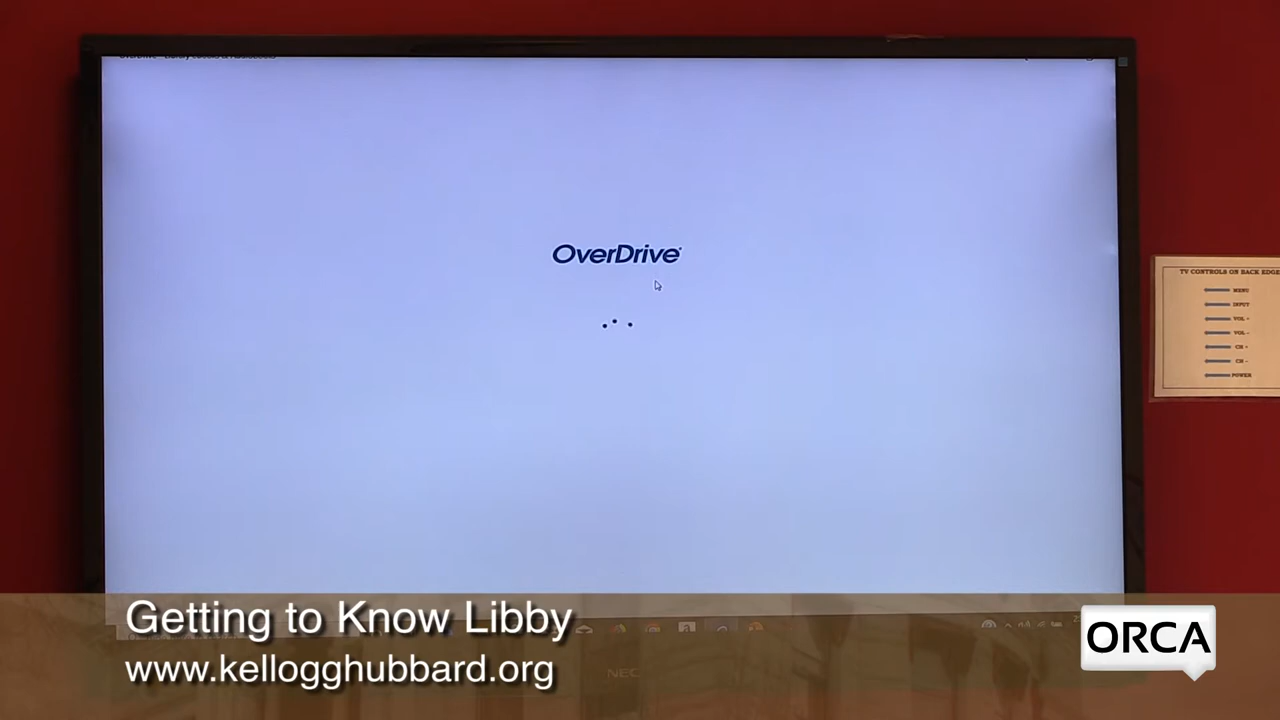 OverDrive
TV CONTROLS ON BACK EDGE
MENU
INPUT
VOL +
VOL -
CH +
CH -
POWER
Getting to Know Libby
www.kellogghubbard.org
ORCA
NEC